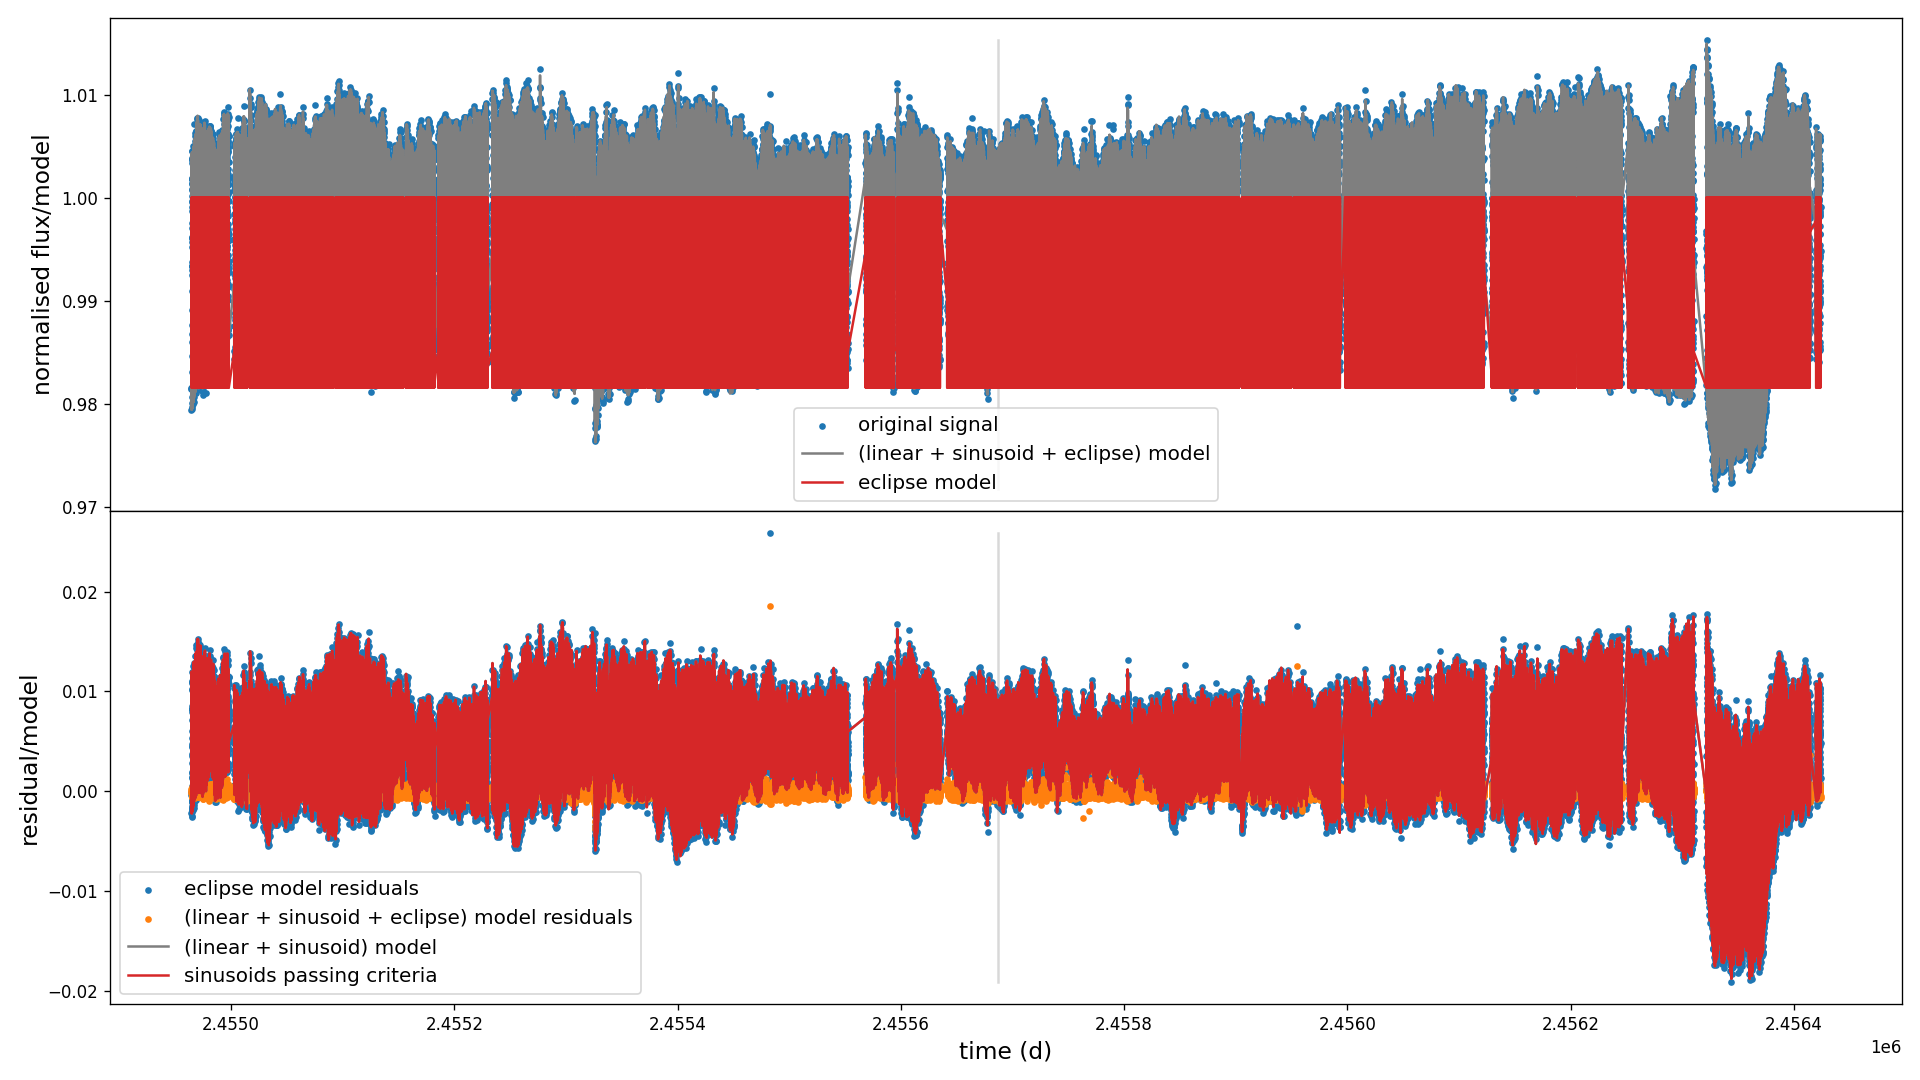 normalised flux/model
1.01
1.00
0.99
0.98
0.97
original signal
(linear + sinusoid + eclipse) model
eclipse model
residual/model
0.02
0.01
0.00
−0.01
−0.02
eclipse model residuals
(linear + sinusoid + eclipse) model residuals
(linear + sinusoid) model
sinusoids passing criteria
2.4550 2.4552 2.4554 2.4556 2.4558 2.4560 2.4562 2.4564
1e6
time (d)